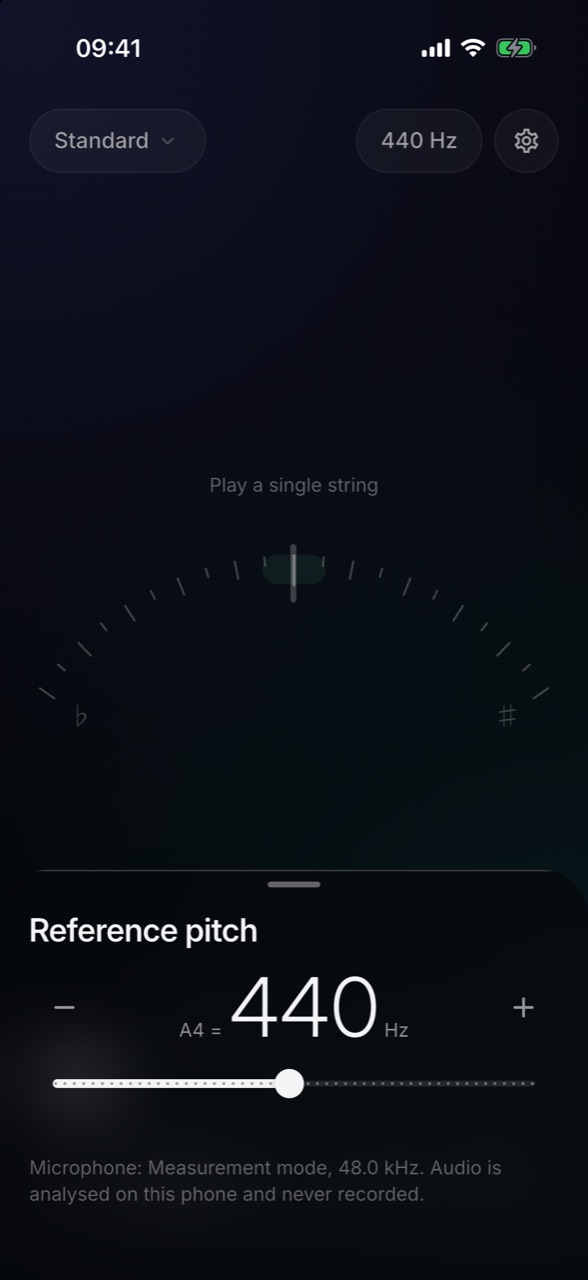 09:41
Standard
440 Hz
Play a single string
♭
♯
Reference pitch
− A4 = 440 Hz +
Microphone: Measurement mode, 48.0 kHz. Audio is
analysed on this phone and never recorded.